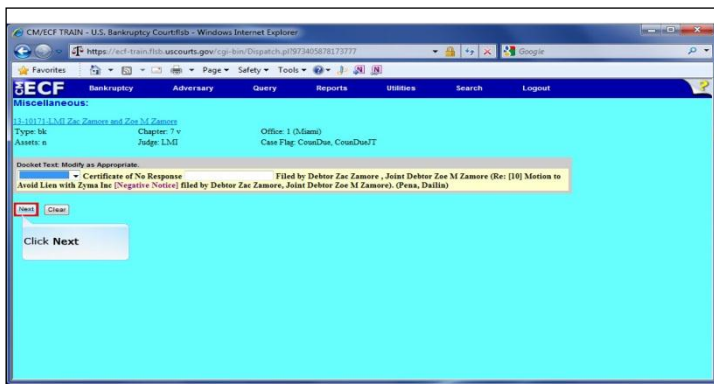 CM/ECF TRAIN - U.S. Bankruptcy Court:flsb - Windows Internet Explorer
https://ecf-train.flsb.uscourts.gov/cgi-bin/Dispatch.pl?973405878173777
Google
Favorites Page Safety Tools
ECF Bankruptcy Adversary Query Reports Utilities Search Logout
Miscellaneous:
13-10171-LMI Zac Zamore and Zoe M Zamore
Type: bk Chapter: 7 v Office: 1 (Miami)
Assets: n Judge: LMI Case Flag: CounDue, CounDueJT
Docket Text: Modify as Appropriate.
Certificate of No Response Filed by Debtor Zac Zamore , Joint Debtor Zoe M Zamore (Re: [10] Motion to
Avoid Lien with Zyma Inc [Negative Notice] filed by Debtor Zac Zamore, Joint Debtor Zoe M Zamore). (Pena, Dailin)
Next Clear
Click Next